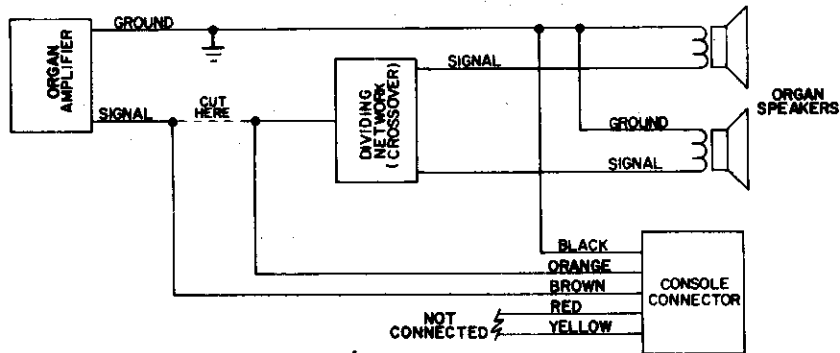 ORGAN
AMPLIFIER
GROUND
SIGNAL
CUT
HERE
DIVIDING
NETWORK
(CROSSOVER)
SIGNAL
GROUND
SIGNAL
ORGAN
SPEAKERS
BLACK
ORANGE
BROWN
RED
YELLOW
NOT
CONNECTED
CONSOLE
CONNECTOR